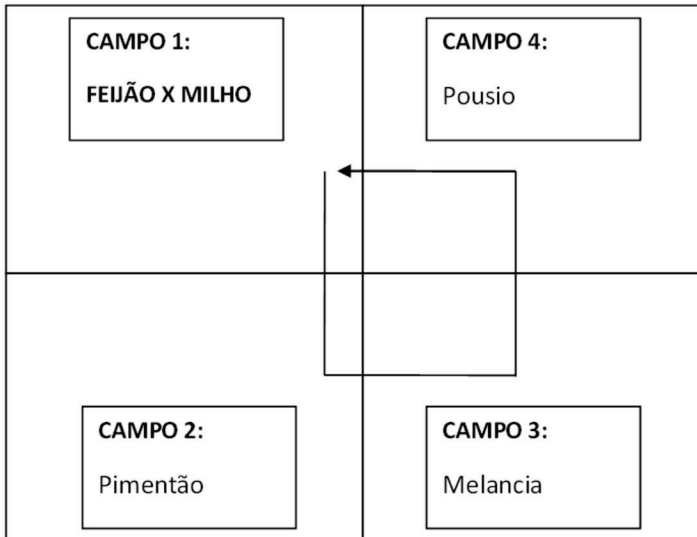 CAMPO 1:
FEIJÃO X MILHO
CAMPO 4:
Pousio
CAMPO 2:
Pimentão
CAMPO 3:
Melancia